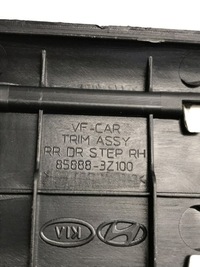 VF-CAR
TRIM ASSY
RR DR STEP RH
85888-3Z100
KIA